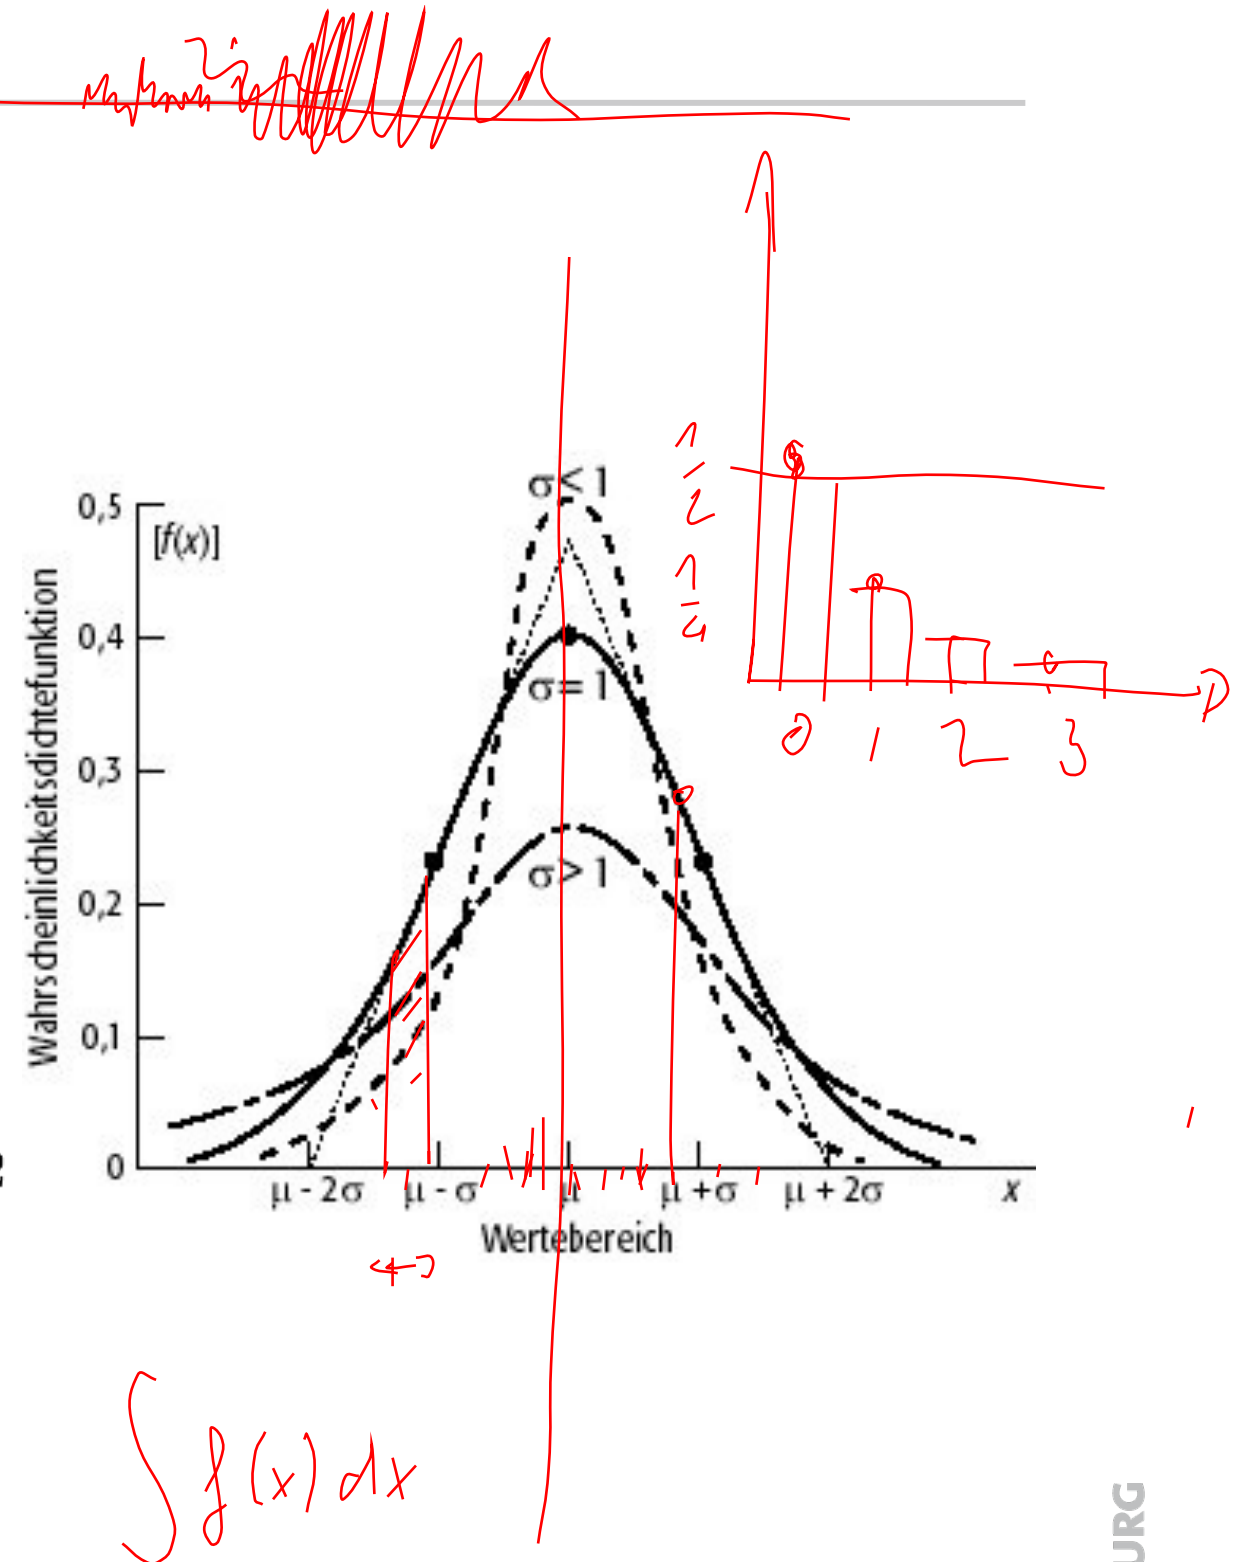 1
2
1
4
0 1 2 3
σ < 1
0,5
[f(x)]
0,4
σ = 1
0,3
σ > 1
0,2
0,1
0
Wahrscheinlichkeitsdichtefunktion
μ - 2σ μ - σ μ μ + σ μ + 2σ x
Wertebereich
∫ f(x) dx
URG